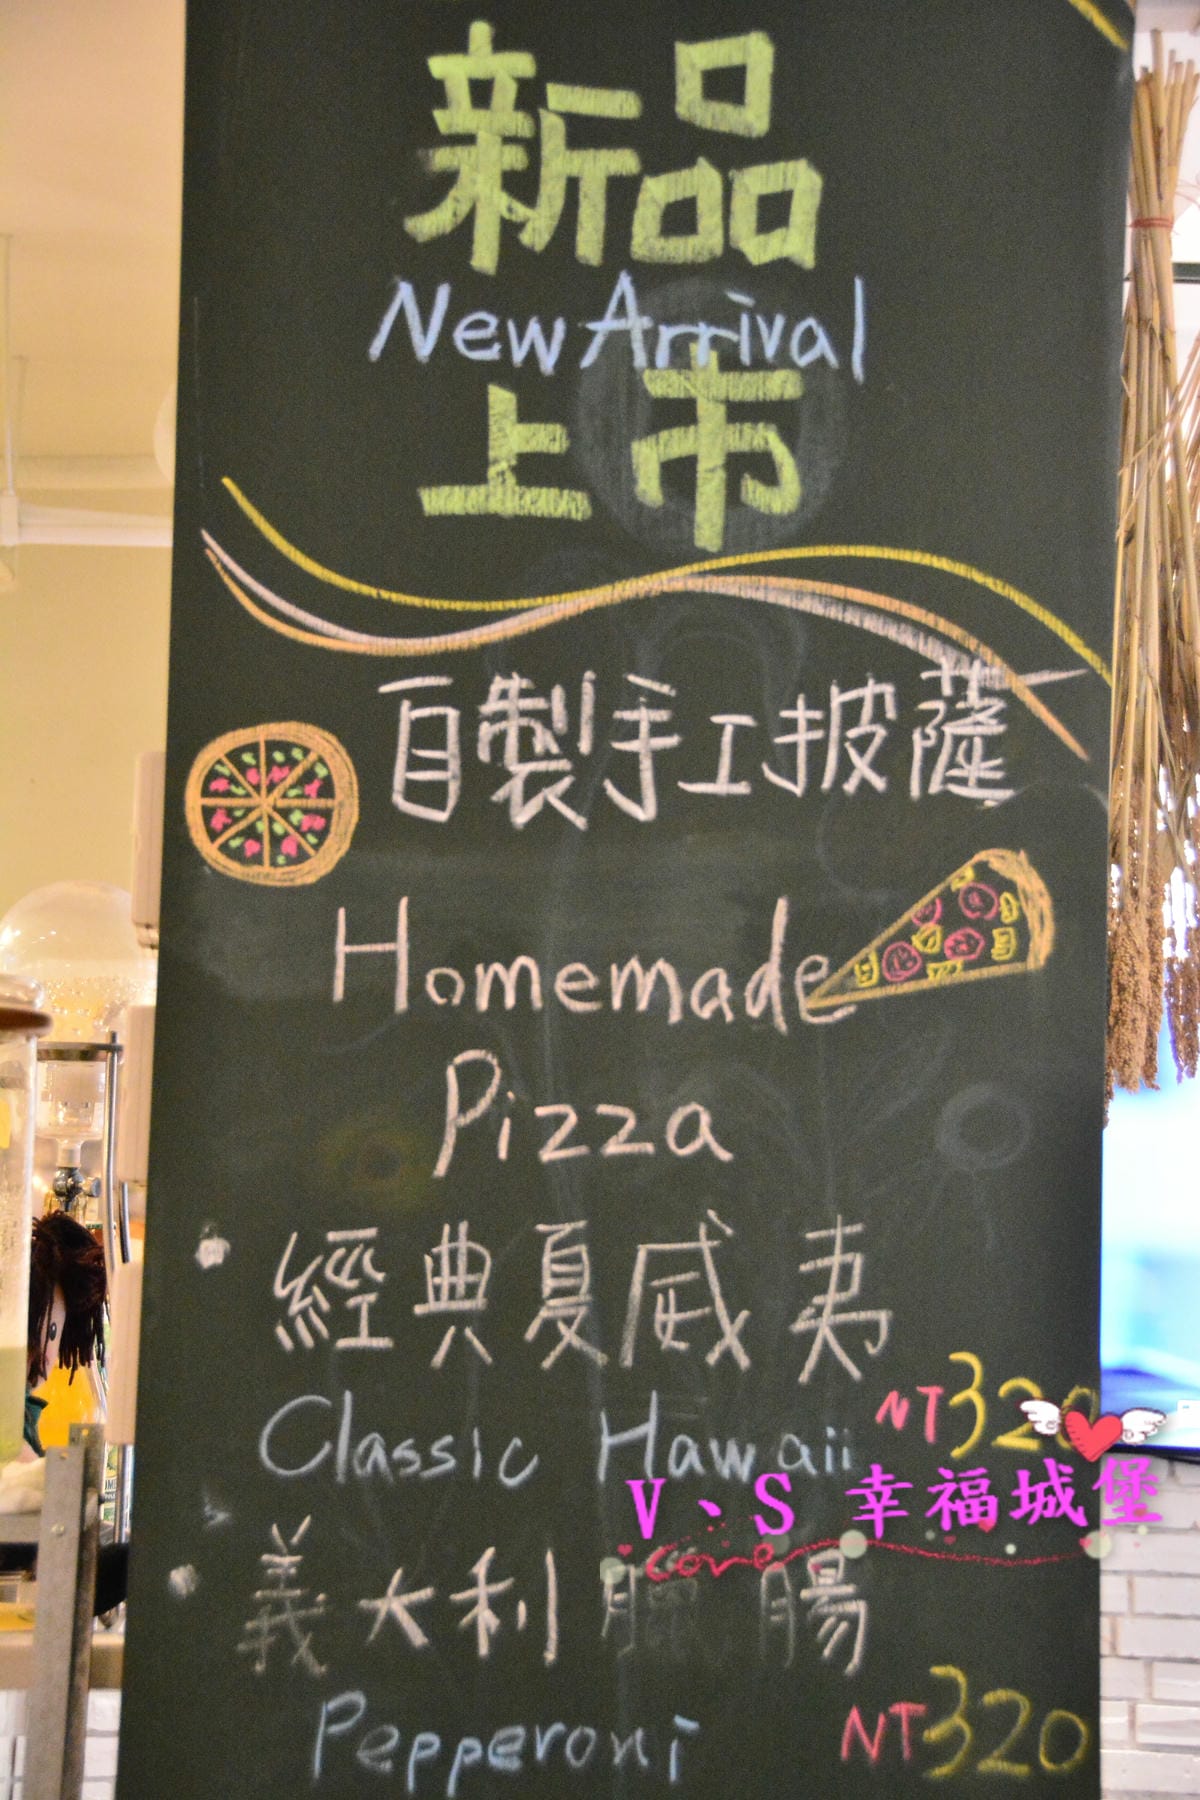 新品
New Arrival
上市
自製手工披薩
Homemade
Pizza
經典夏威夷
Classic Hawaii NT320
V、S 幸福城堡
Love
義大利臘腸
Pepperoni NT320